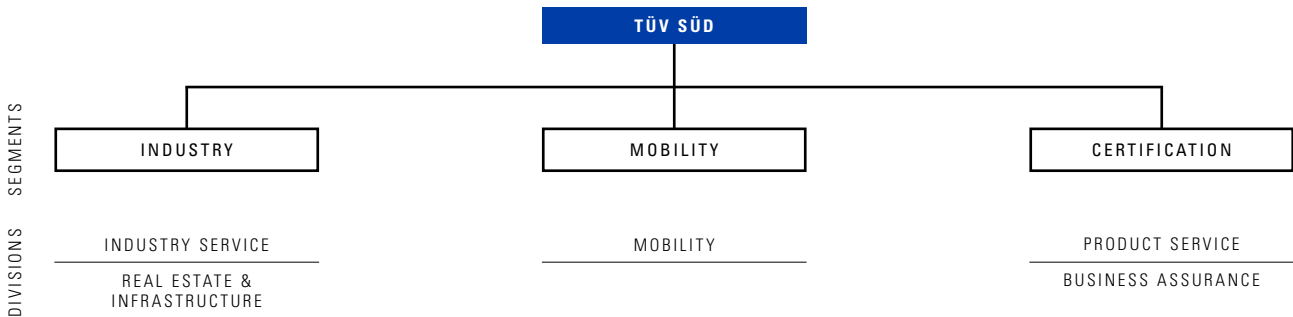 TÜV SÜD
SEGMENTS
INDUSTRY
MOBILITY
CERTIFICATION
DIVISIONS
INDUSTRY SERVICE
MOBILITY
PRODUCT SERVICE
REAL ESTATE &
INFRASTRUCTURE
BUSINESS ASSURANCE